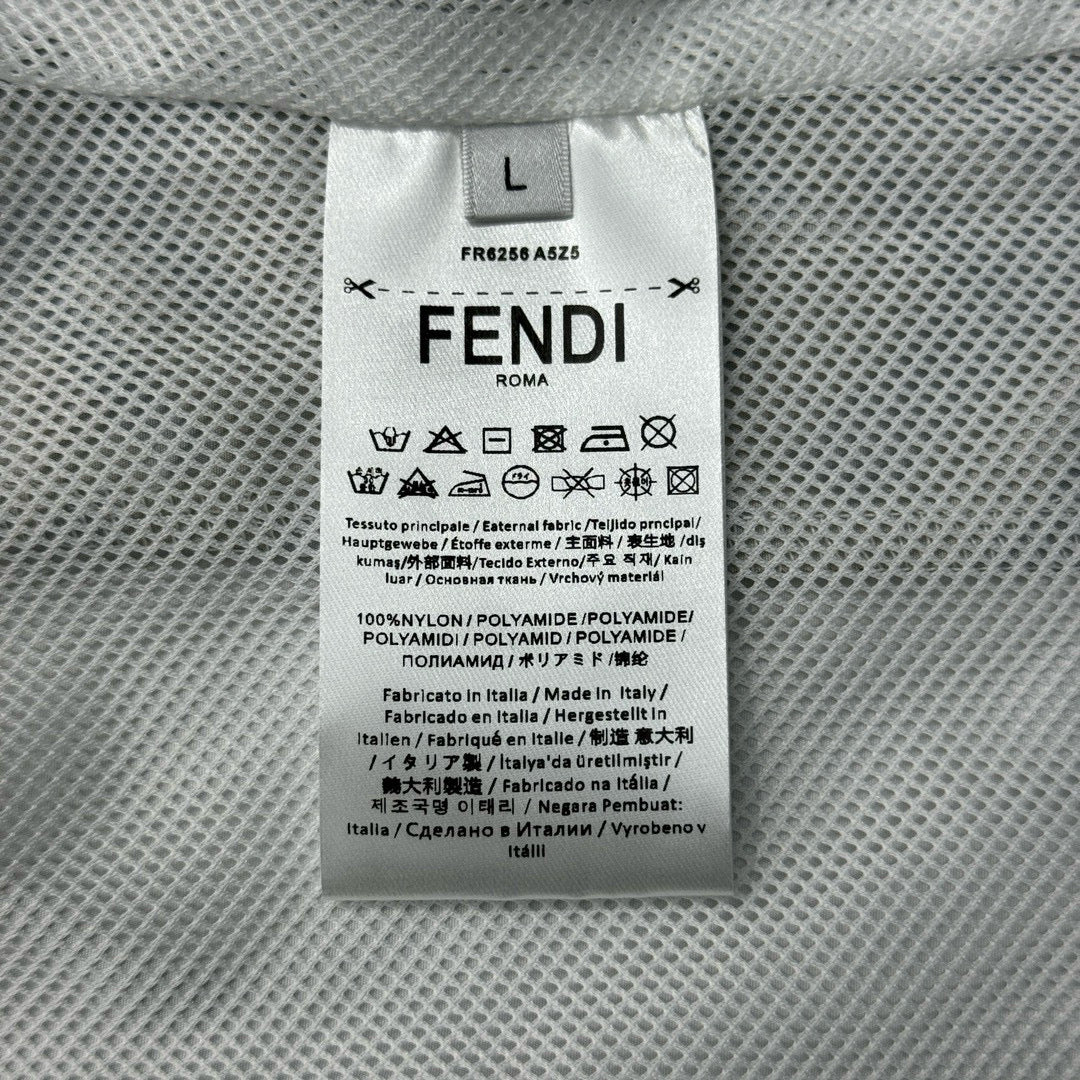 L
FR6256 A5Z5
FENDI
ROMA
Tessuto principale / Eaternal fabric /Teljido prncipal/
Hauptgewebe / Étoffe externe / 主面料 / 表生地 /diş
kumaş/外部面料/Tecido Externo/주요 직재/ Kain
luar / Основная ткань / Vrchový materiál
100%NYLON / POLYAMIDE /POLYAMIDE/
POLYAMIDI / POLYAMID / POLYAMIDE /
ПОЛИАМИД / ポリアミド /锦纶
Fabricato in Italia / Made in Italy /
Fabricado en Italia / Hergestellt in
Italien / Fabriqué en Italie / 制造 意大利
/ イタリア製 / İtalya'da üretilmiştir /
義大利製造 / Fabricado na Itália /
제조국명 이태리 / Negara Pembuat:
Italia / Сделано в Италии / Vyrobeno v
Itálii